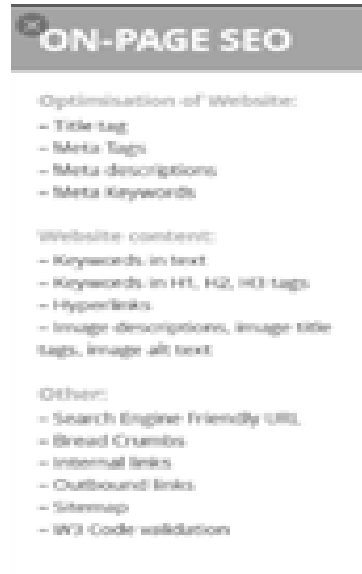 ON-PAGE SEO
Optimisation of Website:
– Title tag
– Meta Tags
– Meta descriptions
– Meta Keywords
Website content:
– Keywords in text
– Keywords in H1, H2, H3 tags
– Hyperlinks
– Image descriptions, image title
tags, image alt text
Other:
– Search Engine Friendly URL
– Bread Crumbs
– Internal links
– Outbound links
– Sitemap
– W3 Code validation